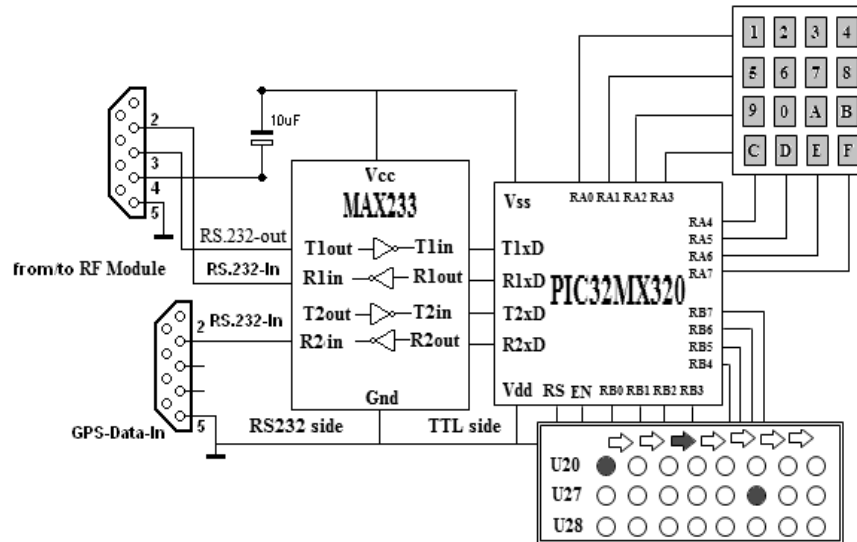 1 2 3 4
5 6 7 8
9 0 A B
C D E F
2
3
4
5
10uF
RS.232-out
from/to RF Module
RS.232-In
Vcc
MAX233
T1out T1in
R1in R1out
T2out T2in
R2in R2out
Gnd
RS232 side
TTL side
Vss
RA0 RA1 RA2 RA3
T1xD
R1xD
T2xD
R2xD
PIC32MX320
RA4
RA5
RA6
RA7
RB7
RB6
RB5
RB4
Vdd RS EN RB0 RB1 RB2 RB3
2 RS.232-In
5
GPS-Data-In
U20
U27
U28